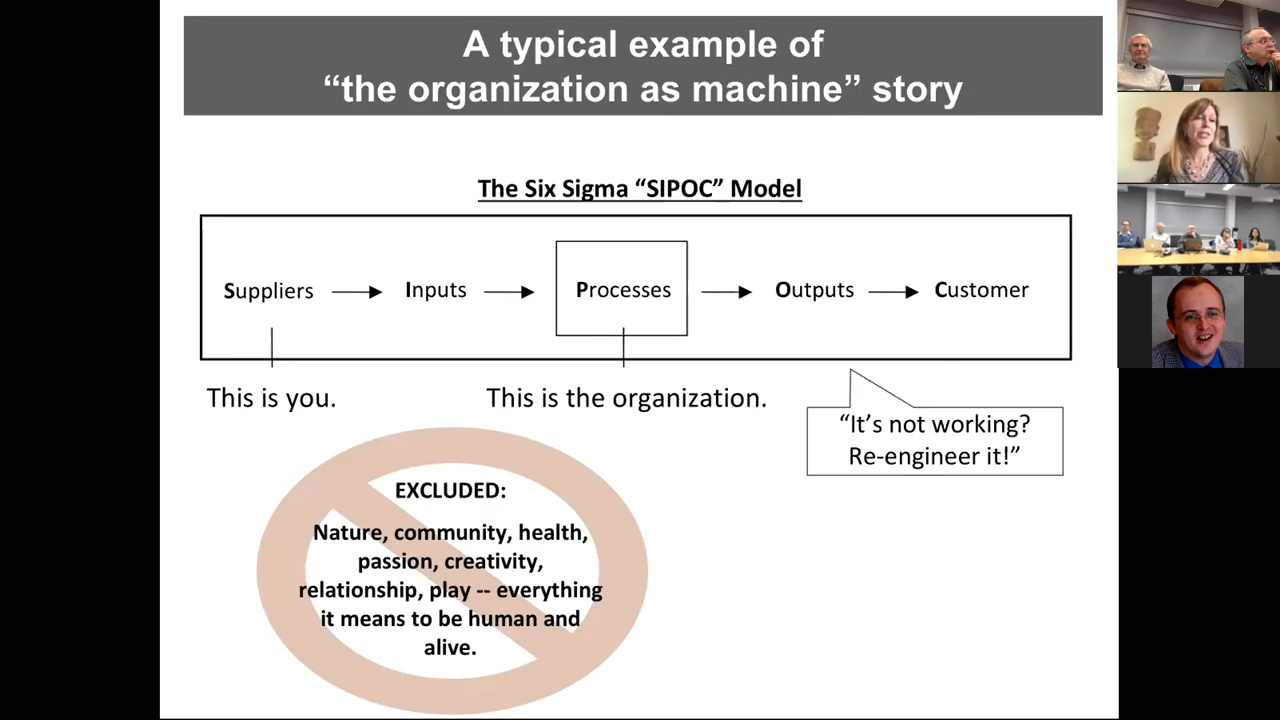 A typical example of
“the organization as machine” story
The Six Sigma “SIPOC” Model
Suppliers Inputs Processes Outputs Customer
This is you. This is the organization.
“It’s not working?
Re-engineer it!”
EXCLUDED:
Nature, community, health,
passion, creativity,
relationship, play -- everything
it means to be human and
alive.